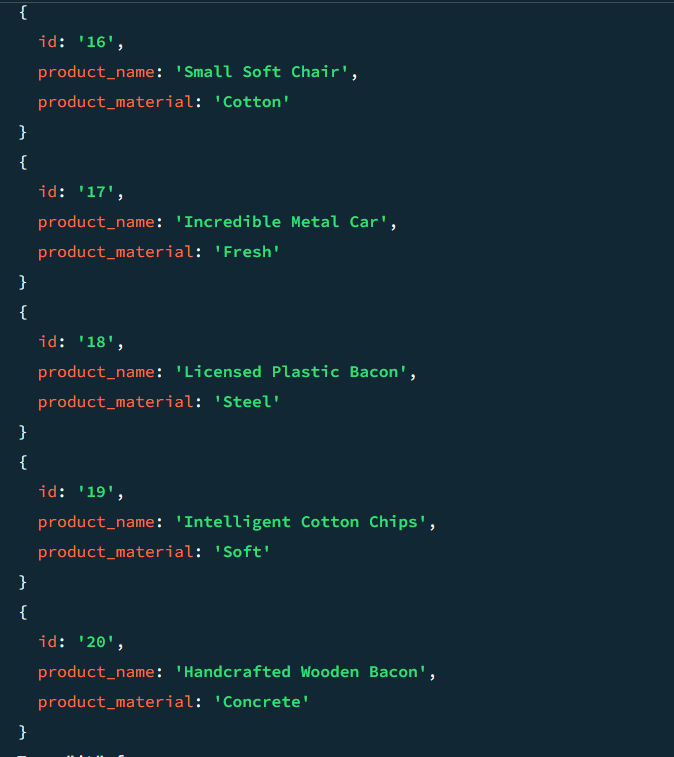 {
id: '16',
product_name: 'Small Soft Chair',
product_material: 'Cotton'
}
{
id: '17',
product_name: 'Incredible Metal Car',
product_material: 'Fresh'
}
{
id: '18',
product_name: 'Licensed Plastic Bacon',
product_material: 'Steel'
}
{
id: '19',
product_name: 'Intelligent Cotton Chips',
product_material: 'Soft'
}
{
id: '20',
product_name: 'Handcrafted Wooden Bacon',
product_material: 'Concrete'
}